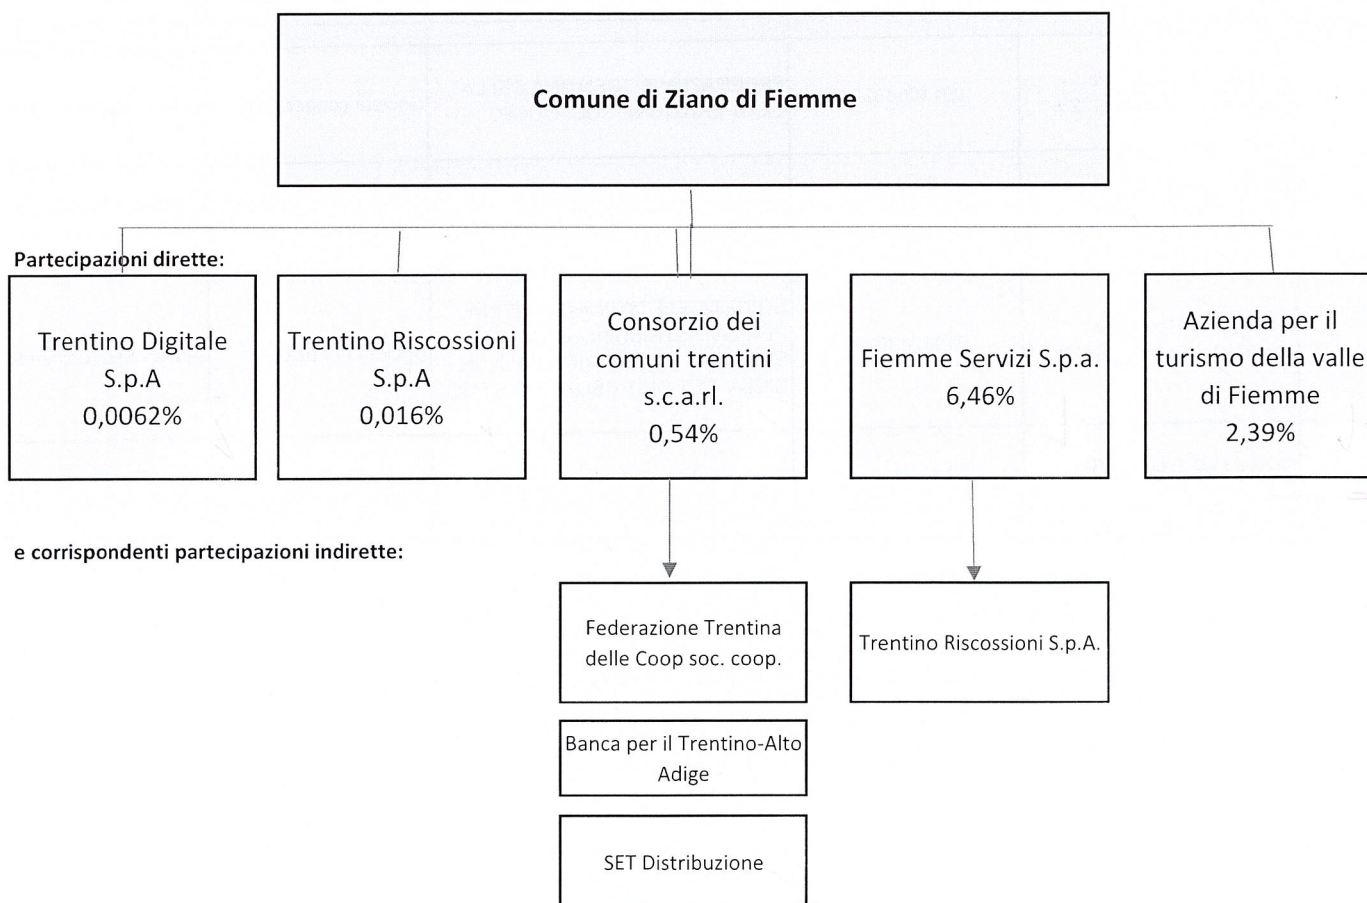 Comune di Ziano di Fiemme
Partecipazioni dirette:
Trentino Digitale
S.p.A
0,0062%
Trentino Riscossioni
S.p.A
0,016%
Consorzio dei
comuni trentini
s.c.a.rl.
0,54%
Fiemme Servizi S.p.a.
6,46%
Azienda per il
turismo della valle
di Fiemme
2,39%
e corrispondenti partecipazioni indirette:
Federazione Trentina
delle Coop soc. coop.
Trentino Riscossioni S.p.A.
Banca per il Trentino-Alto
Adige
SET Distribuzione